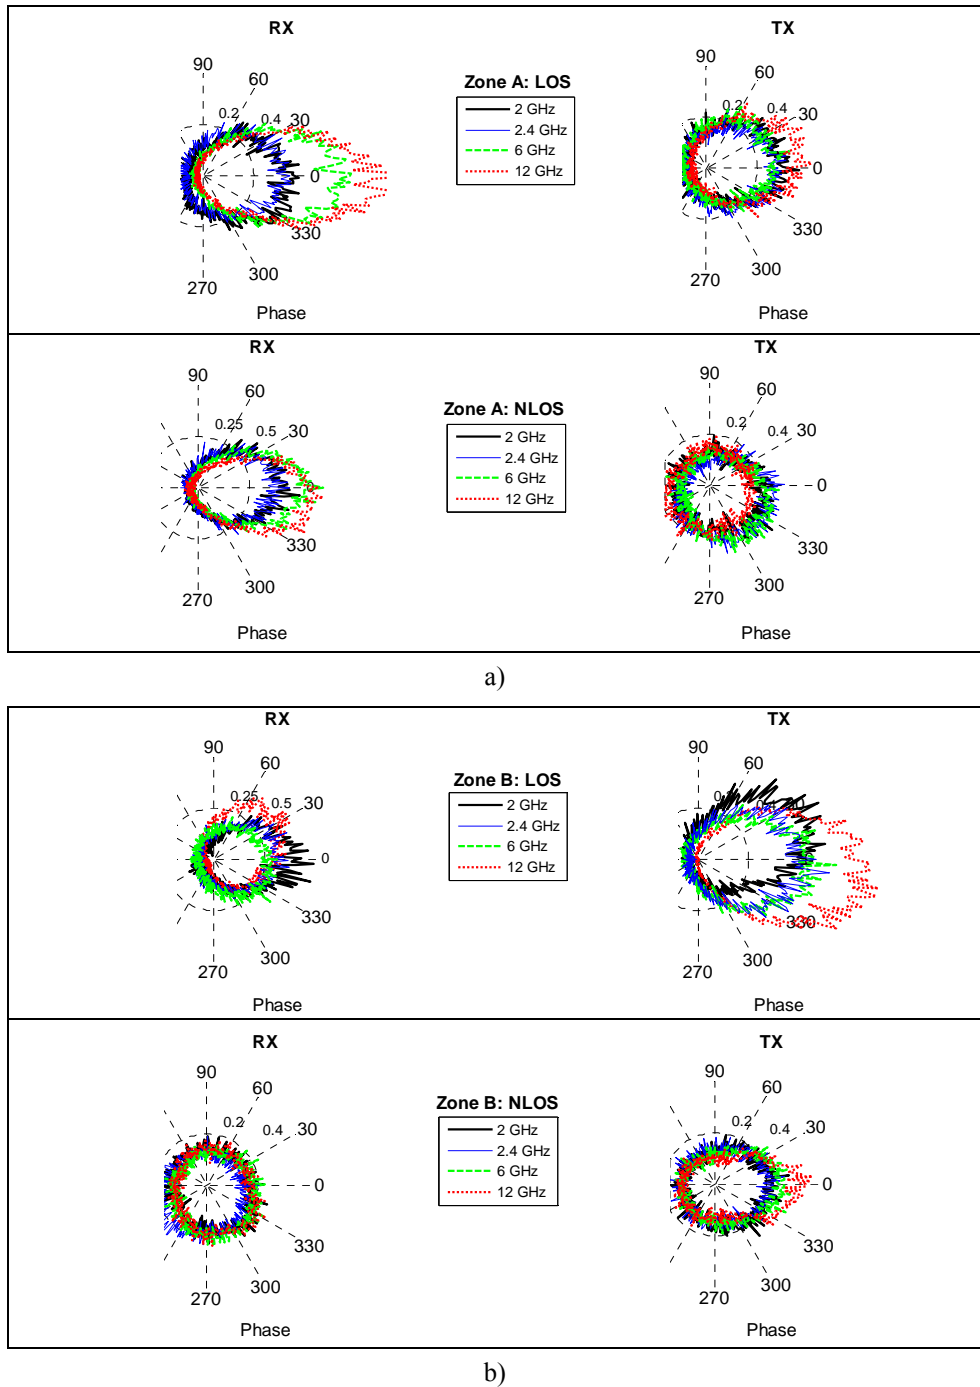 RX
TX
90
60
0.2
0.4
30
0
330
300
270
Phase
Zone A: LOS
2 GHz
2.4 GHz
6 GHz
12 GHz
90
60
0.2
0.4
30
0
330
300
270
Phase
RX
TX
90
60
0.25
0.5
30
0
330
300
270
Phase
Zone A: NLOS
2 GHz
2.4 GHz
6 GHz
12 GHz
90
60
0.2
0.4
30
0
330
300
270
Phase
a)
RX
TX
90
60
0.25
0.5
30
0
330
300
270
Phase
Zone B: LOS
2 GHz
2.4 GHz
6 GHz
12 GHz
90
60
0
330
300
270
Phase
RX
TX
90
60
0.2
0.4
30
0
330
300
270
Phase
Zone B: NLOS
2 GHz
2.4 GHz
6 GHz
12 GHz
90
60
0.2
0.4
30
0
330
300
270
Phase
b)